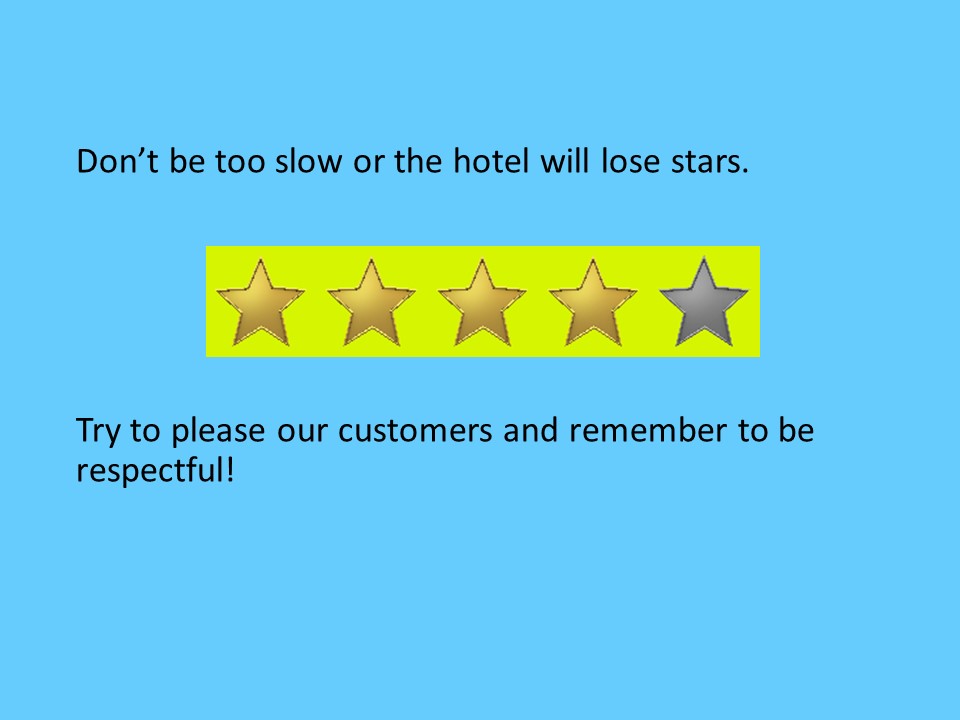 Don’t be too slow or the hotel will lose stars.
Try to please our customers and remember to be
respectful!